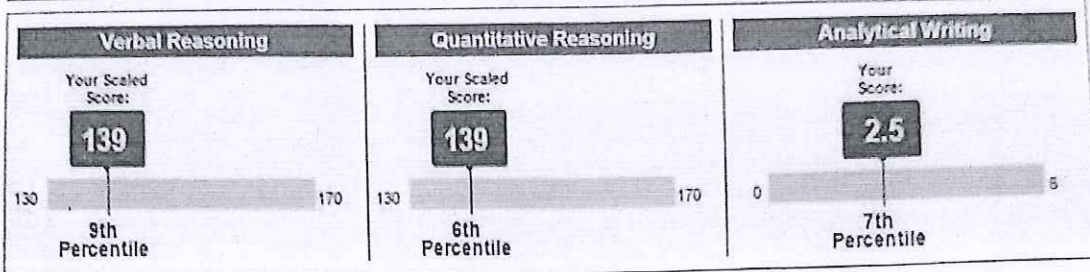 Verbal Reasoning
Your Scaled
Score:
139
130
170
9th
Percentile
Quantitative Reasoning
Your Scaled
Score:
139
130
170
6th
Percentile
Analytical Writing
Your
Score:
2.5
0
6
7th
Percentile